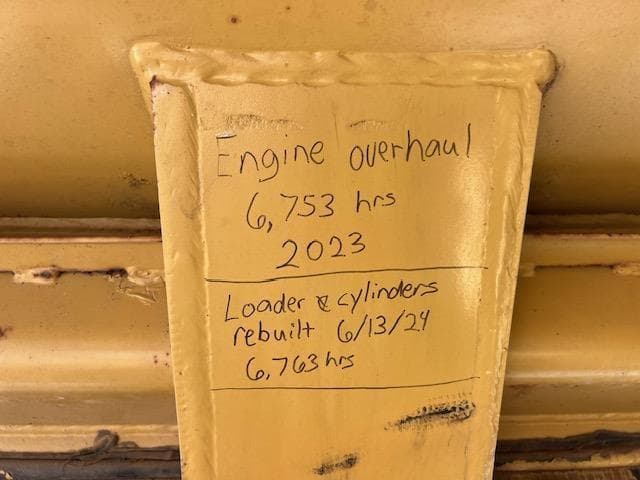 Engine overhaul
6,753 hrs
2023
Loader & cylinders
rebuilt 6/13/24
6,763 hrs